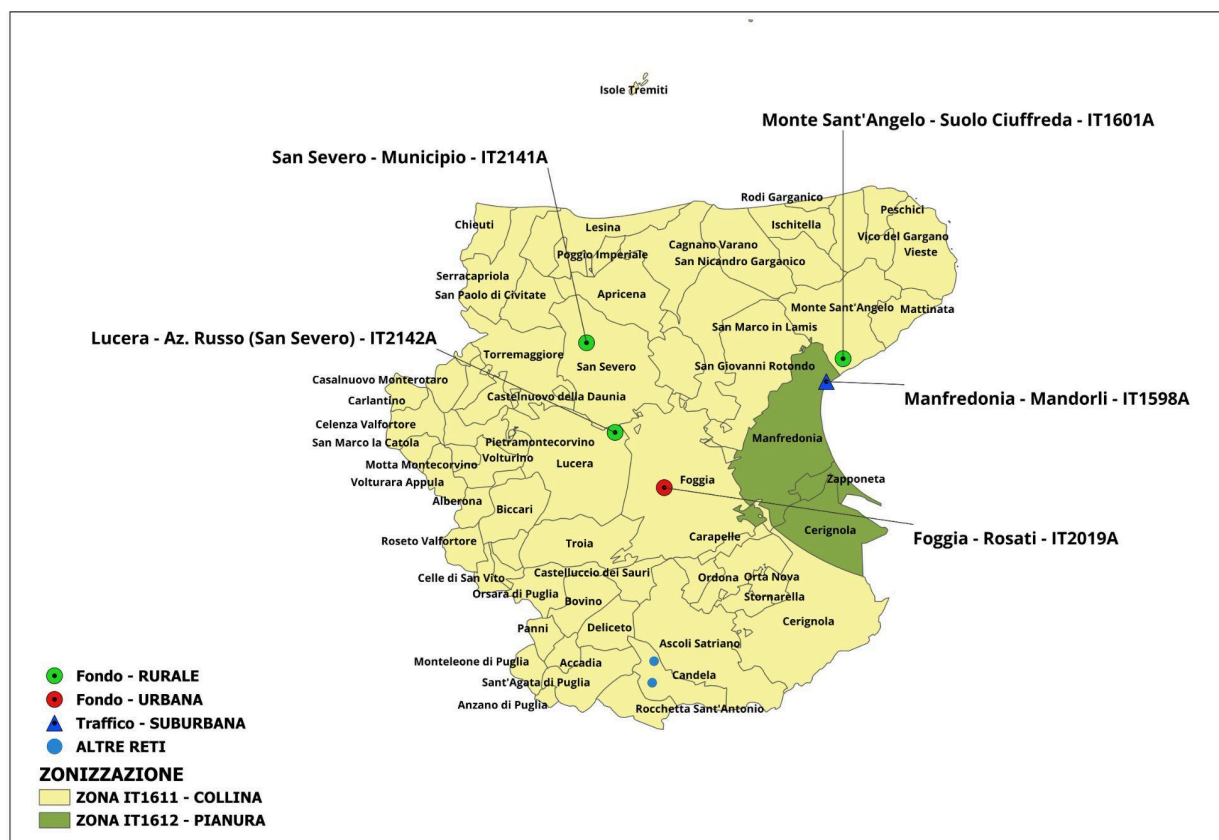 Isole Tremiti
Monte Sant'Angelo - Suolo Ciuffreda - IT1601A
San Severo - Municipio - IT2141A
Rodi Garganico
Peschici
Chieuti
Lesina
Ischitella
Vico del Gargano
Cagnano Varano
Vieste
Poggio Imperiale
San Nicandro Garganico
Serracapriola
San Paolo di Civitate
Apricena
Monte Sant'Angelo
Mattinata
San Marco in Lamis
Lucera - Az. Russo (San Severo) - IT2142A
Torremaggiore
San Severo
San Giovanni Rotondo
Casalnuovo Monterotaro
Castelnuovo della Daunia
Carlantino
Manfredonia - Mandorli - IT1598A
Celenza Valfortore
San Marco la Catola
Pietramontecorvino
Manfredonia
Volturino
Motta Montecorvino
Lucera
Volturara Appula
Foggia
Zapponeta
Alberona
Biccari
Cerignola
Roseto Valfortore
Troia
Carapelle
Foggia - Rosati - IT2019A
Celle di San Vito
Castelluccio dei Sauri
Ordona
Orta Nova
Orsara di Puglia
Bovino
Stornarella
Cerignola
Panni
Deliceto
Ascoli Satriano
Monteleone di Puglia
Accadia
Candela
Sant'Agata di Puglia
Anzano di Puglia
Rocchetta Sant'Antonio
Fondo - RURALE
Fondo - URBANA
Traffico - SUBURBANA
ALTRE RETI
ZONIZZAZIONE
ZONA IT1611 - COLLINA
ZONA IT1612 - PIANURA